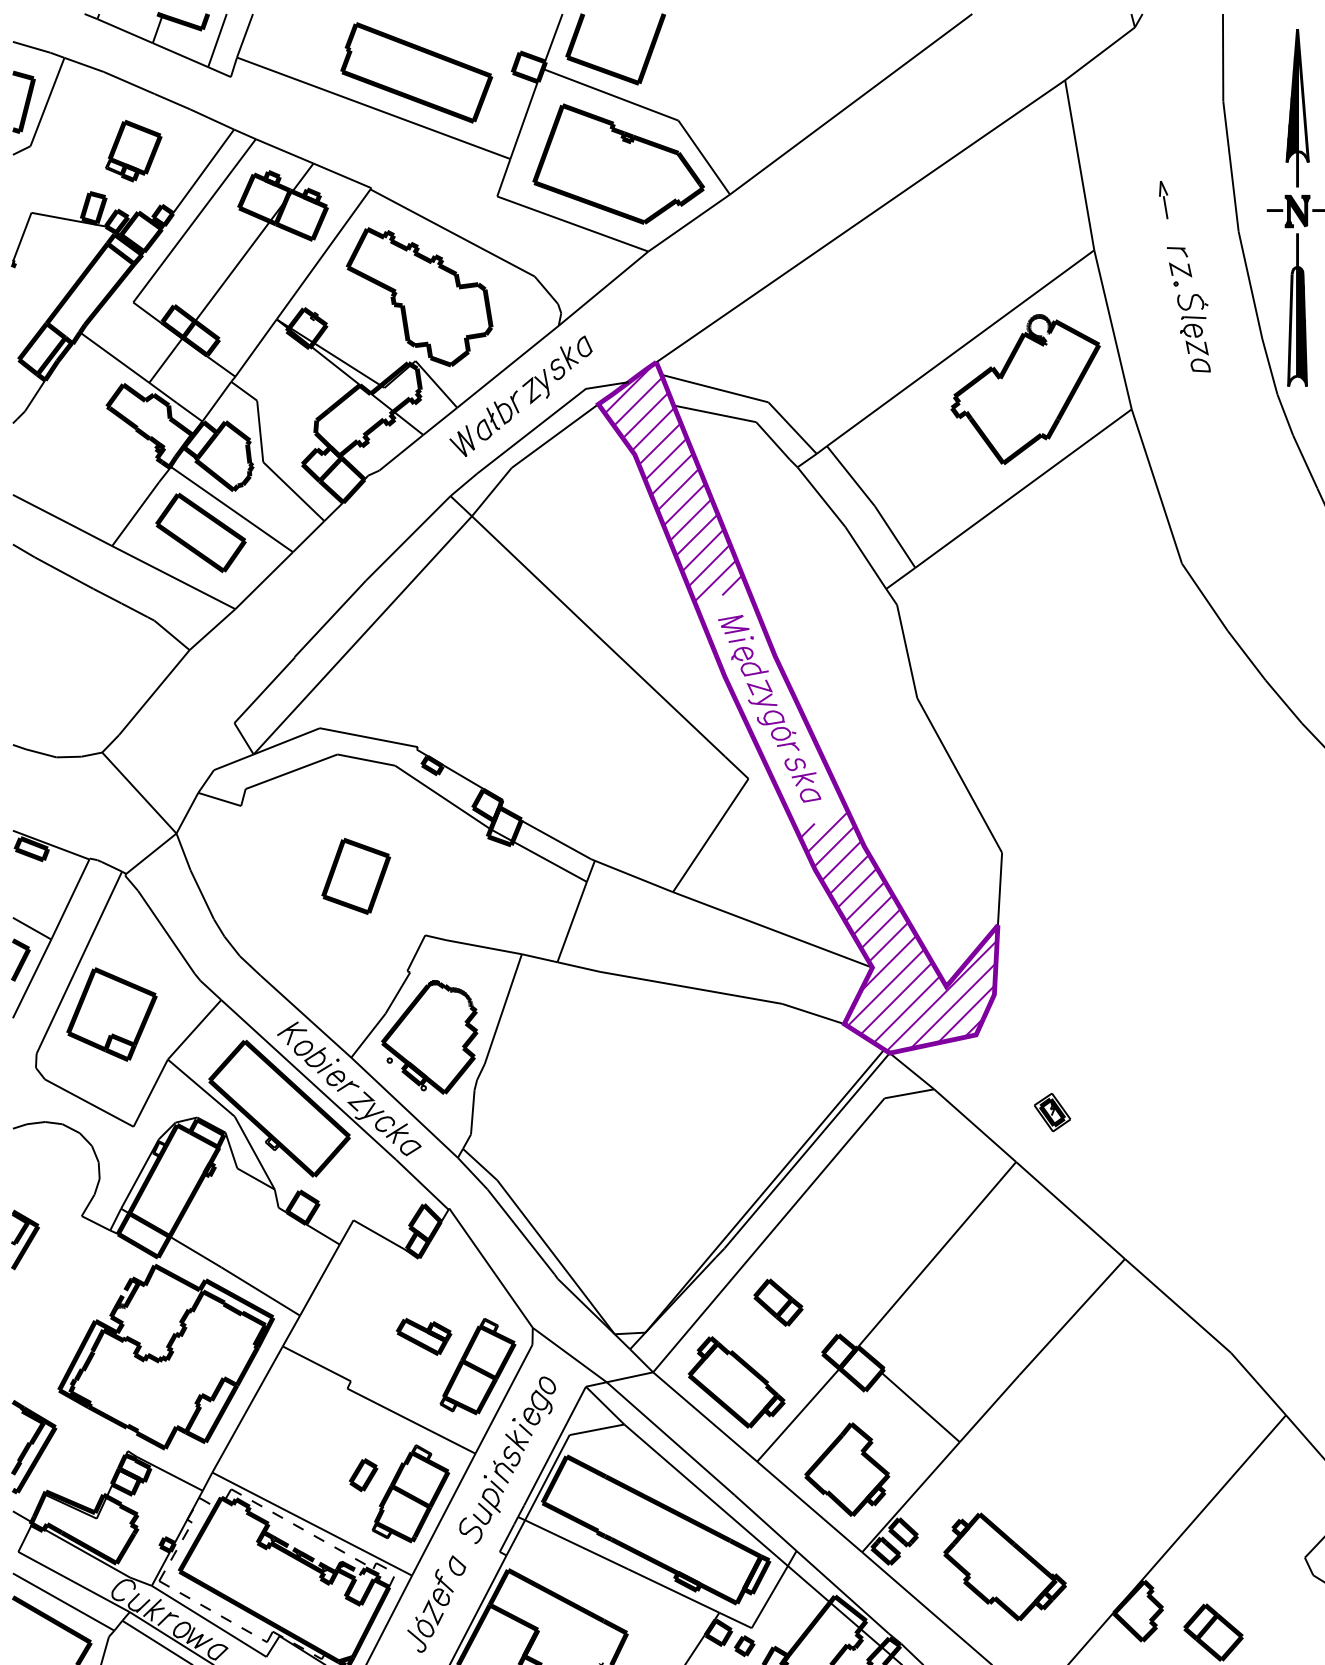 N
← rz.Ślęza
Wałbrzyska
Międzygórska
Kobierzycka
Józefa Supińskiego
Cukrowa